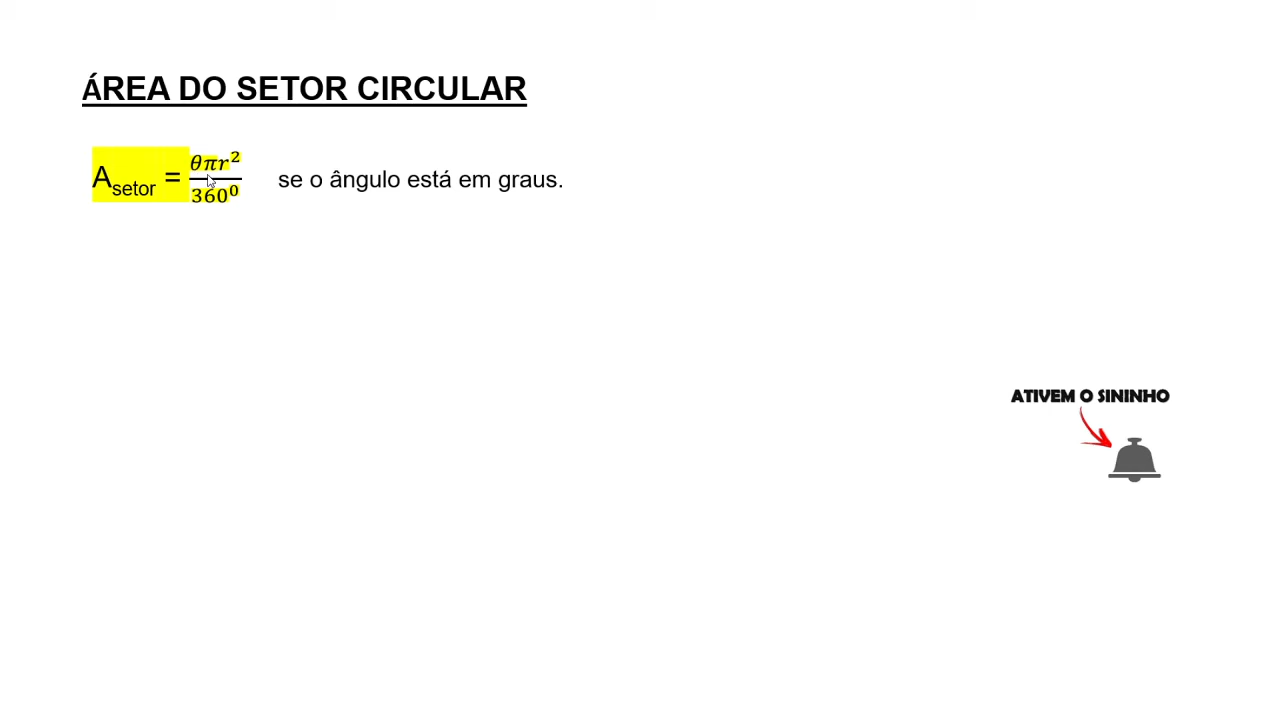 ÁREA DO SETOR CIRCULAR
A_setor = θπr²/360⁰ se o ângulo está em graus.
ATIVEM O SININHO